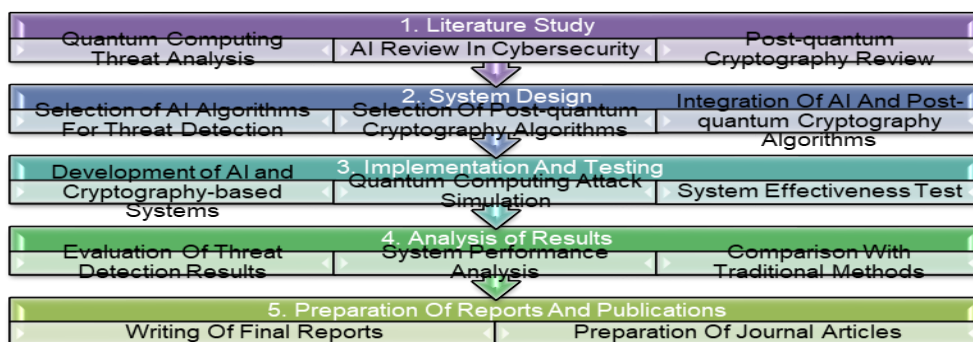 1. Literature Study
Quantum Computing
Threat Analysis
AI Review In Cybersecurity
Post-quantum
Cryptography Review
2. System Design
Selection of AI Algorithms
For Threat Detection
Selection Of Post-quantum
Cryptography Algorithms
Integration Of AI And Post-
quantum Cryptography
Algorithms
3. Implementation And Testing
Development of AI and
Cryptography-based
Systems
Quantum Computing Attack
Simulation
System Effectiveness Test
4. Analysis of Results
Evaluation Of Threat
Detection Results
System Performance
Analysis
Comparison With
Traditional Methods
5. Preparation Of Reports And Publications
Writing Of Final Reports
Preparation Of Journal Articles